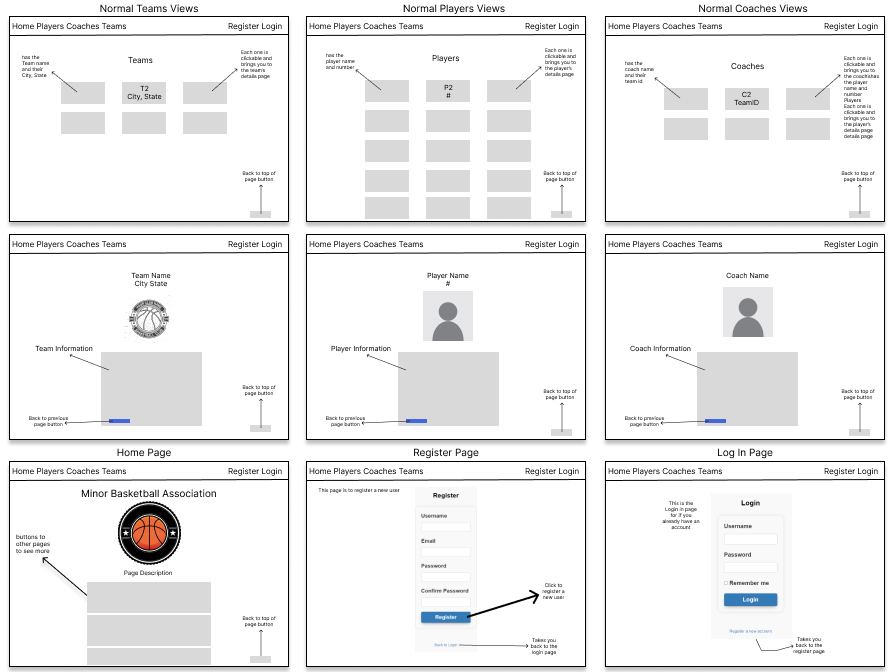 Normal Teams Views
Home Players Coaches Teams
Register Login
Teams
has the
Team name
and their
City, State
Each one is
clickable and
brings you to
the team's
details page
T2
City, State
Back to top of
page button
Normal Players Views
Home Players Coaches Teams
Register Login
Players
has the
player name
and number
Each one is
clickable and
brings you to
the player's
details page
P2
#
Back to top of
page button
Normal Coaches Views
Home Players Coaches Teams
Register Login
Coaches
has the
coach name
and their
team id
Each one is
clickable and
brings you to
the coachshas
the player
name and
number
Players
Each one is
clickable and
brings you to
the player's
details page
details page
C2
TeamID
Back to top of
page button
Home Players Coaches Teams
Register Login
Team Name
City State
Team Information
Back to previous
page button
Back to top of
page button
Home Players Coaches Teams
Register Login
Player Name
#
Player Information
Back to previous
page button
Back to top of
page button
Home Players Coaches Teams
Register Login
Coach Name
Coach Information
Back to previous
page button
Back to top of
page button
Home Page
Home Players Coaches Teams
Register Login
Minor Basketball Association
buttons to
other pages
to see more
Page Description
Back to top of
page button
Register Page
Home Players Coaches Teams
Register Login
This page is to register a new user
Register
Username
Email
Password
Confirm Password
Register
Click to
register a
new user
Back to Login
Takes you
back to the
login page
Log In Page
Home Players Coaches Teams
Register Login
This is the
Login in page
for if you
already have an
account
Login
Username
Password
Remember me
Login
Register a new account
Takes you
back to the
register page